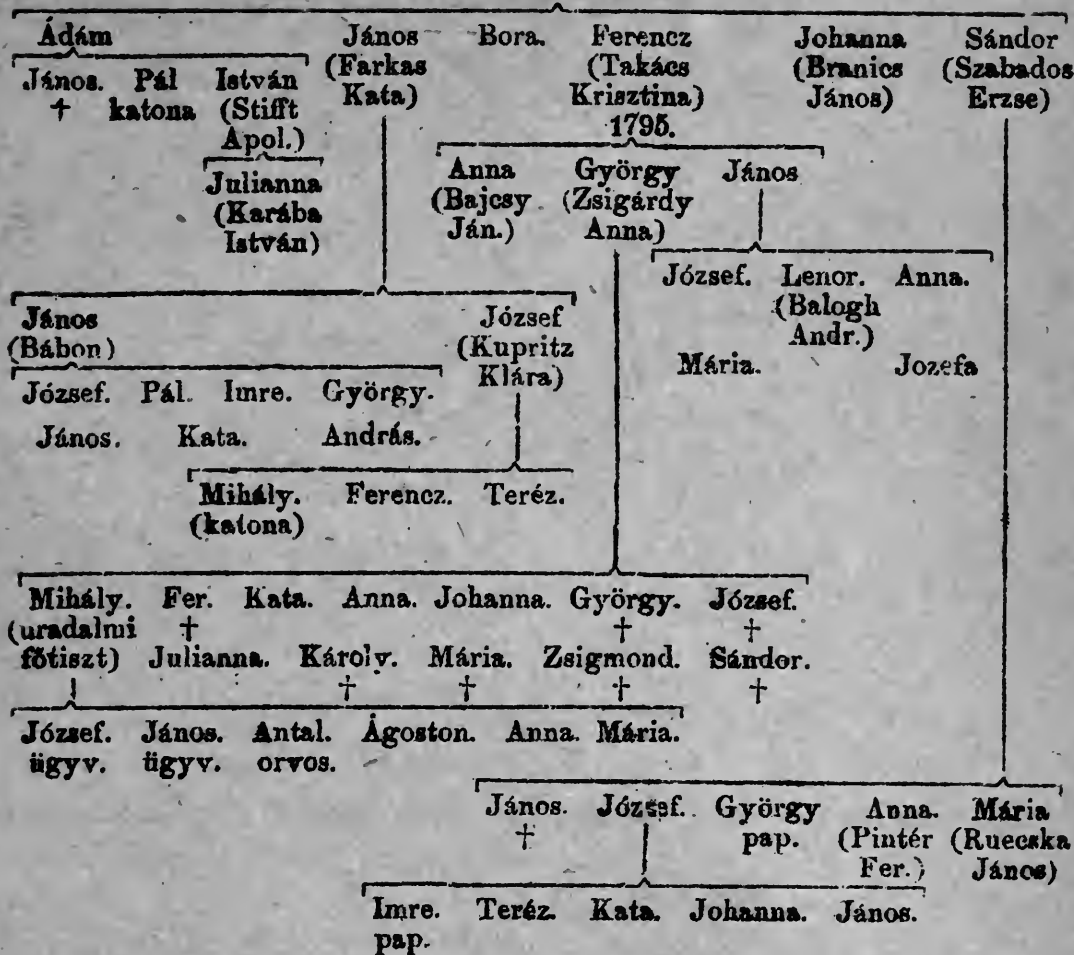 Ádám János Bora. Ferencz Johanna Sándor
(Farkas (Takács (Branics (Szabados
Kata) Krisztina) János) Erzse)
1795.
János. Pál István
† katona (Stifft
Apol.)
Julianna
(Karába
István)
Anna György János
(Bajcsy (Zsigárdy
Ján.) Anna)
József. Lenor. Anna.
(Balogh
Andr.)
Mária. Jozefa
János József
(Bábon) (Kupritz
Klára)
József. Pál. Imre. György.
János. Kata. András.
Mihály. Ferencz. Teréz.
(katona)
Mihály. Fer. Kata. Anna. Johanna. György. József.
(uradalmi † † †
főtiszt) Julianna. Károly. Mária. Zsigmond. Sándor.
† † † †
József. János. Antal. Ágoston. Anna. Mária.
ügyv. ügyv. orvos.
János. József. György Anna. Mária
† pap. (Pintér (Ruecska
Fer.) János)
Imre. Teréz. Kata. Johanna. János.
pap.